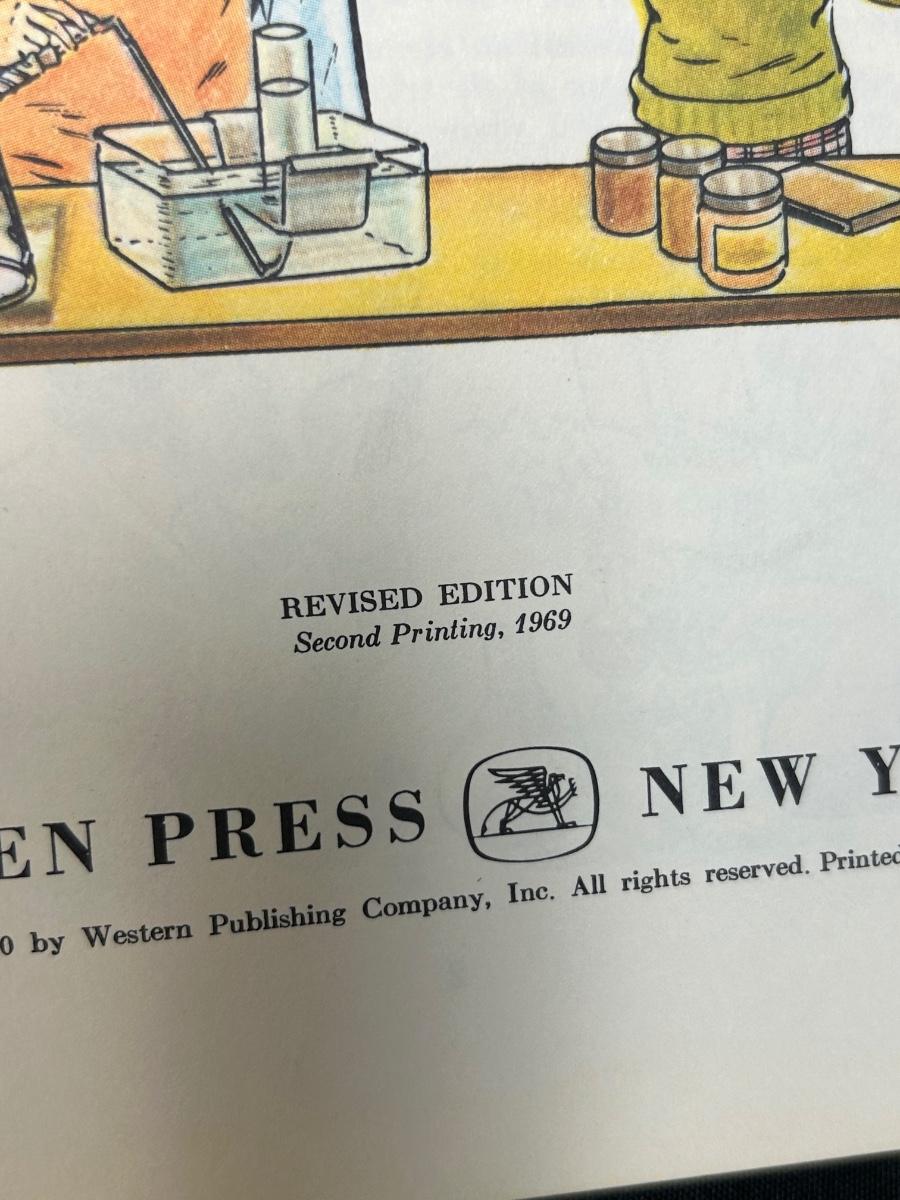 REVISED EDITION
Second Printing, 1969
EN PRESS NEW Y
0 by Western Publishing Company, Inc. All rights reserved. Printed